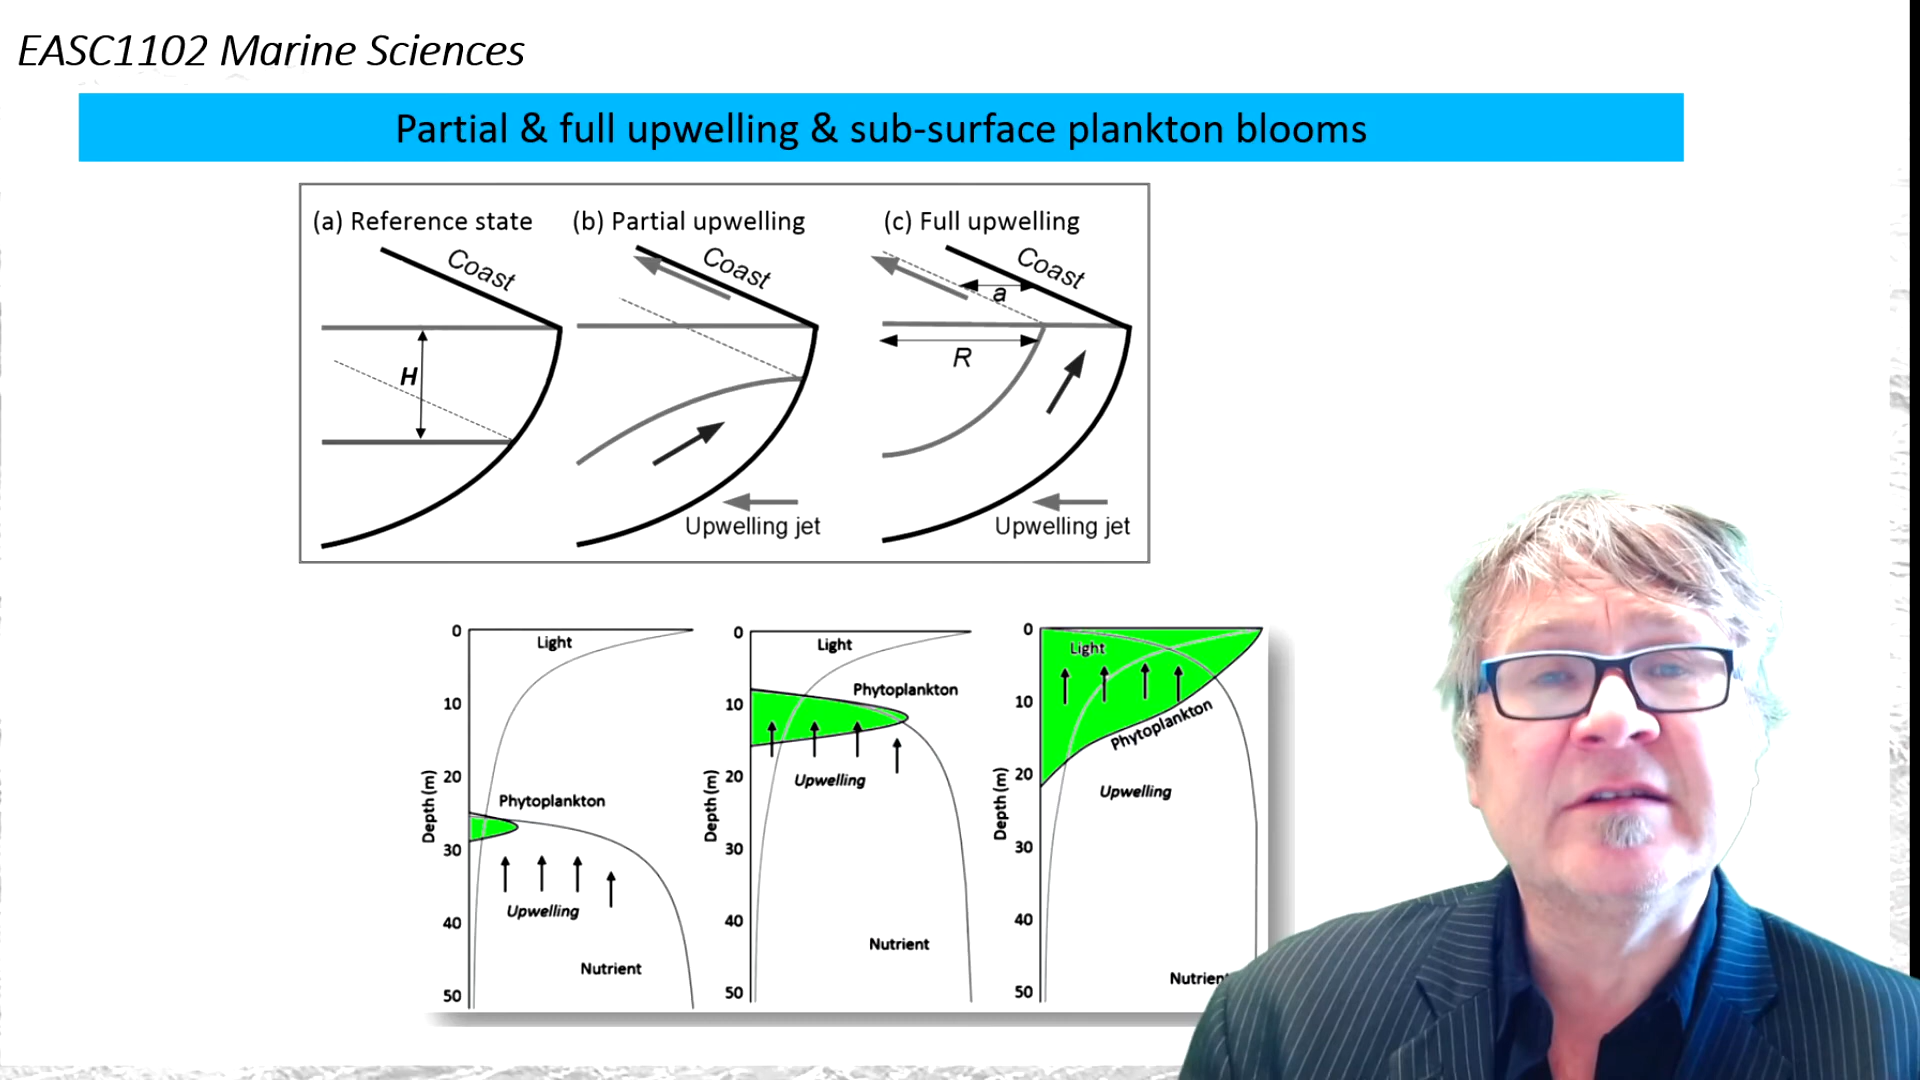 EASC1102 Marine Sciences
Partial & full upwelling & sub-surface plankton blooms
(a) Reference state
(b) Partial upwelling
(c) Full upwelling
Coast
Coast
Coast
H
a
R
Upwelling jet
Upwelling jet
0
10
20
30
40
50
Depth (m)
Light
Phytoplankton
Upwelling
Nutrient
0
10
20
30
40
50
Depth (m)
Light
Phytoplankton
Upwelling
Nutrient
0
10
20
30
40
50
Depth (m)
Light
Phytoplankton
Upwelling
Nutrien